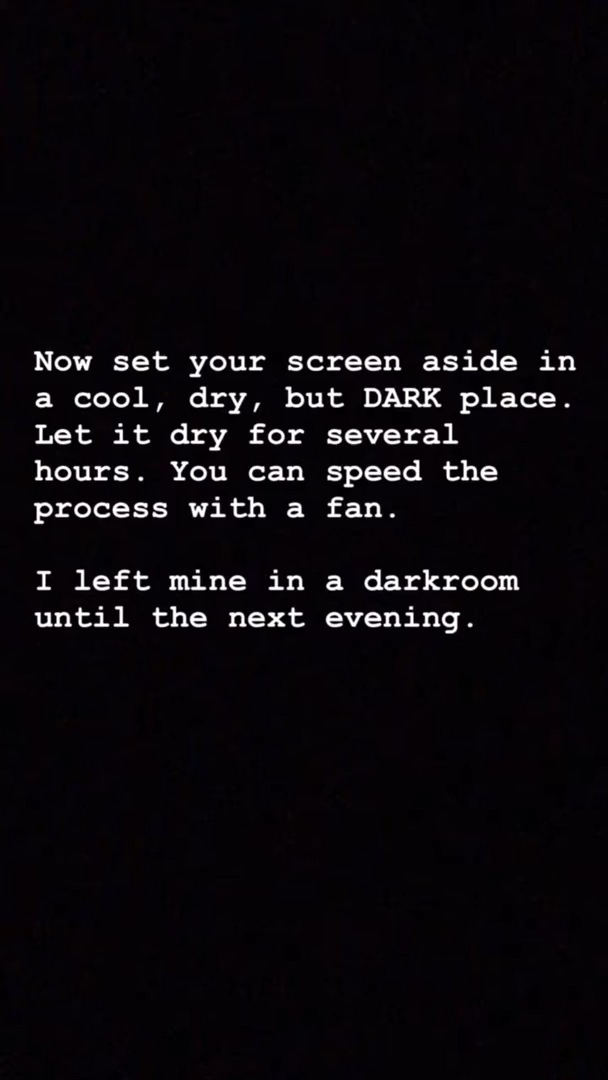 Now set your screen aside in
a cool, dry, but DARK place.
Let it dry for several
hours. You can speed the
process with a fan.
I left mine in a darkroom
until the next evening.